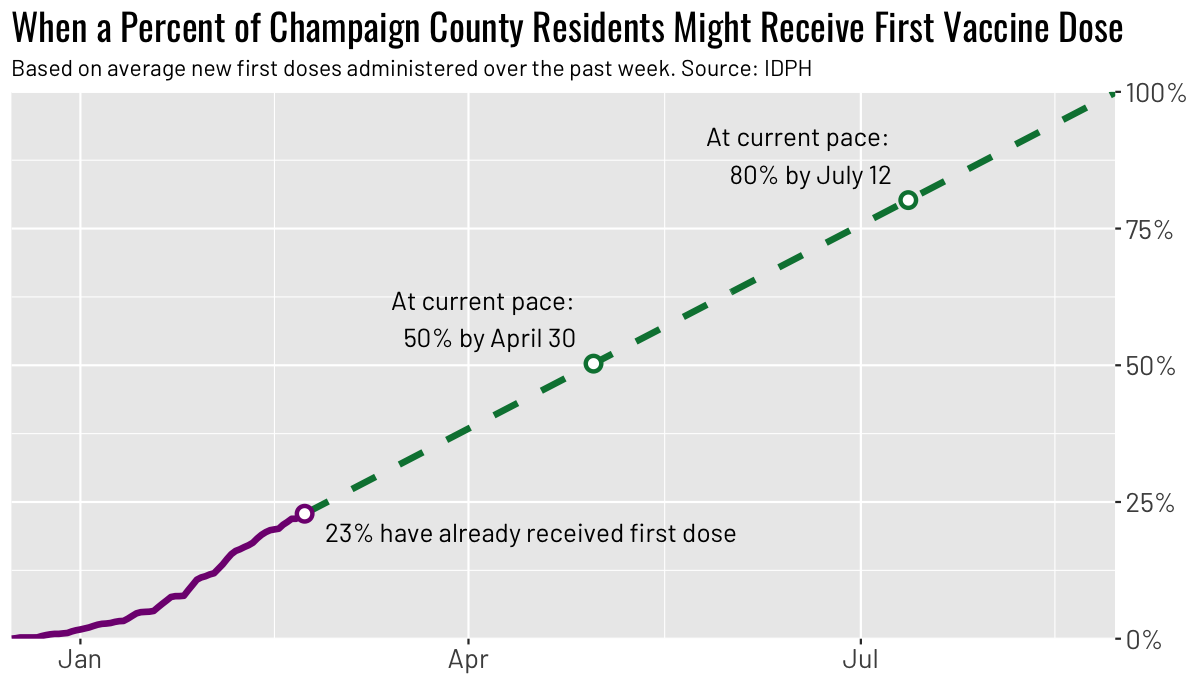 When a Percent of Champaign County Residents Might Receive First Vaccine Dose
Based on average new first doses administered over the past week. Source: IDPH
100%
At current pace:
80% by July 12
75%
At current pace:
50% by April 30
50%
25%
23% have already received first dose
0%
Jan
Apr
Jul